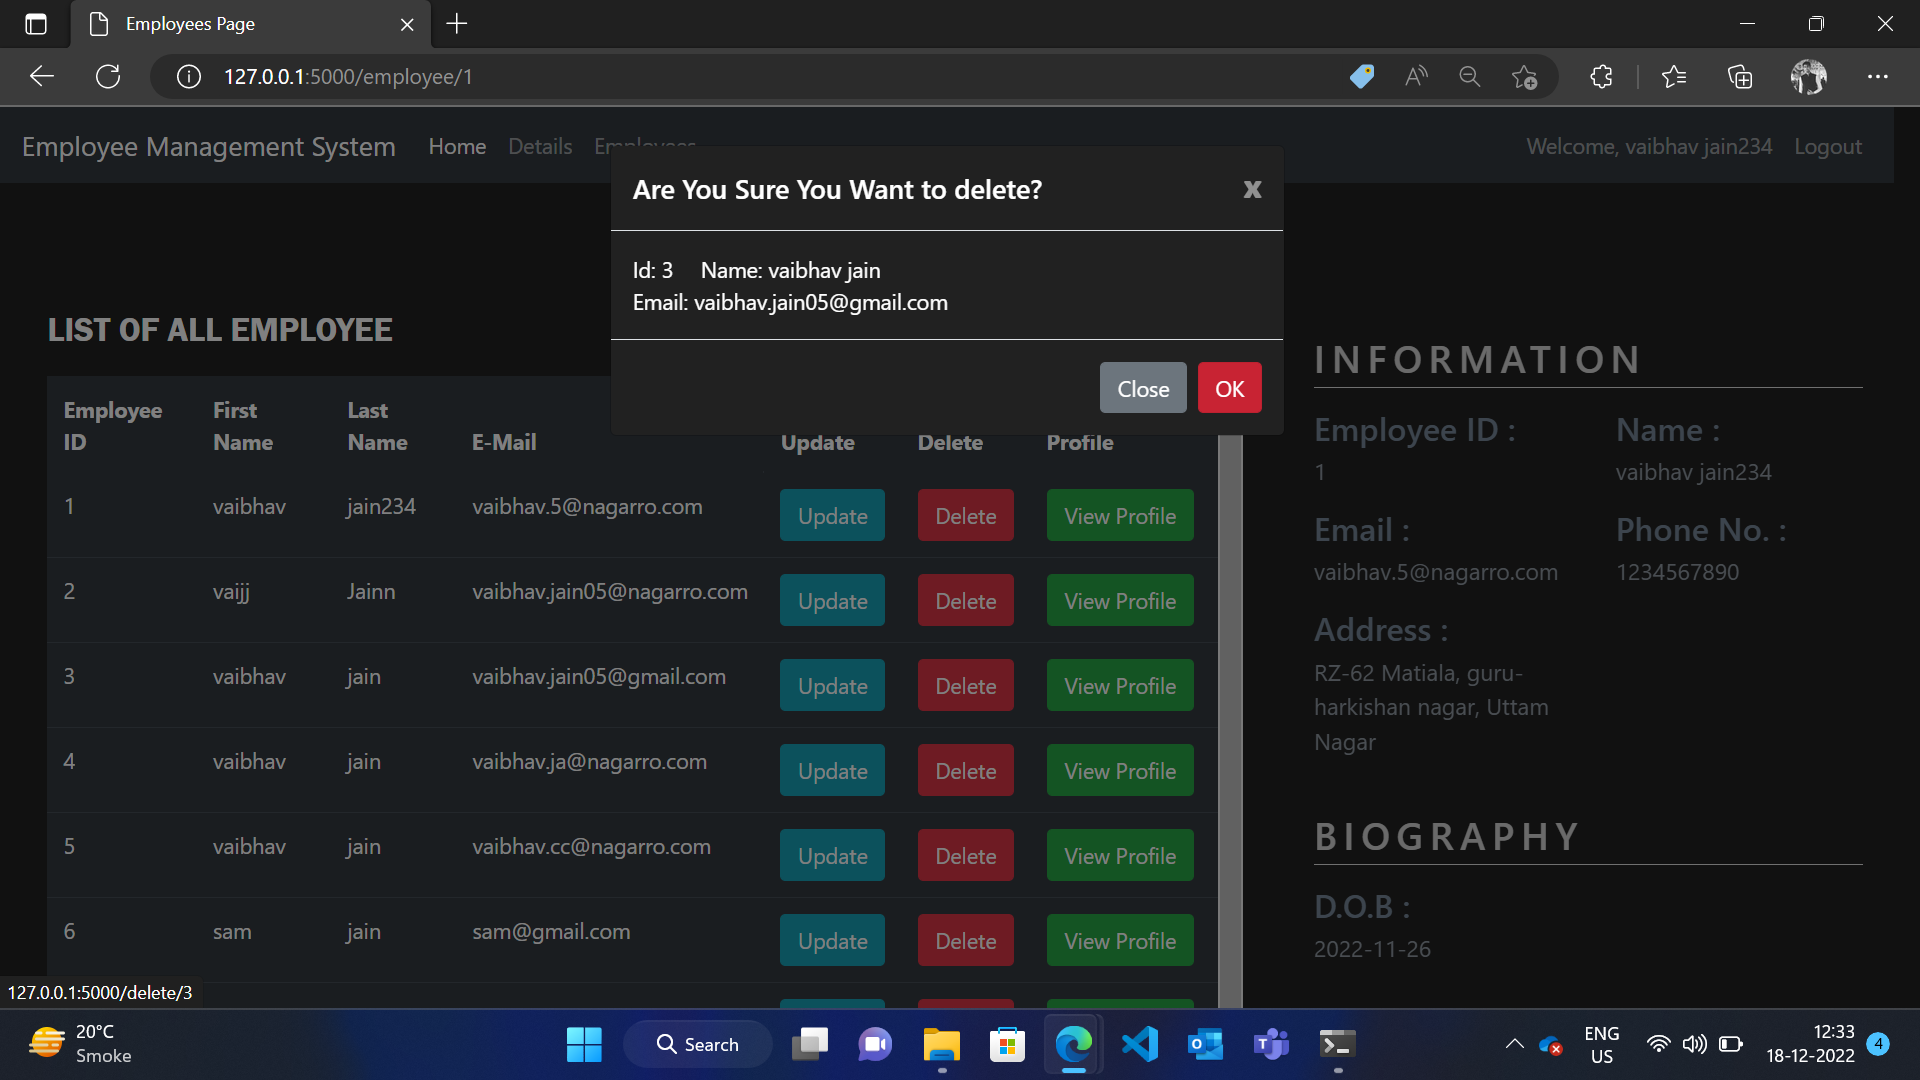 Employees Page
127.0.0.1:5000/employee/1
Employee Management System Home Details Employees Welcome, vaibhav jain234 Logout
Are You Sure You Want to delete? X
Id: 3 Name: vaibhav jain
Email: vaibhav.jain05@gmail.com
Close OK
LIST OF ALL EMPLOYEE
Employee ID First Name Last Name E-Mail Update Delete Profile
1 vaibhav jain234 vaibhav.5@nagarro.com Update Delete View Profile
2 vaijj Jainn vaibhav.jain05@nagarro.com Update Delete View Profile
3 vaibhav jain vaibhav.jain05@gmail.com Update Delete View Profile
4 vaibhav jain vaibhav.ja@nagarro.com Update Delete View Profile
5 vaibhav jain vaibhav.cc@nagarro.com Update Delete View Profile
6 sam jain sam@gmail.com Update Delete View Profile
INFORMATION
Employee ID : Name :
1 vaibhav jain234
Email : Phone No. :
vaibhav.5@nagarro.com 1234567890
Address :
RZ-62 Matiala, guru-
harkishan nagar, Uttam
Nagar
BIOGRAPHY
D.O.B :
2022-11-26
127.0.0.1:5000/delete/3
20°C
Smoke
Search
ENG
US
12:33
18-12-2022
4